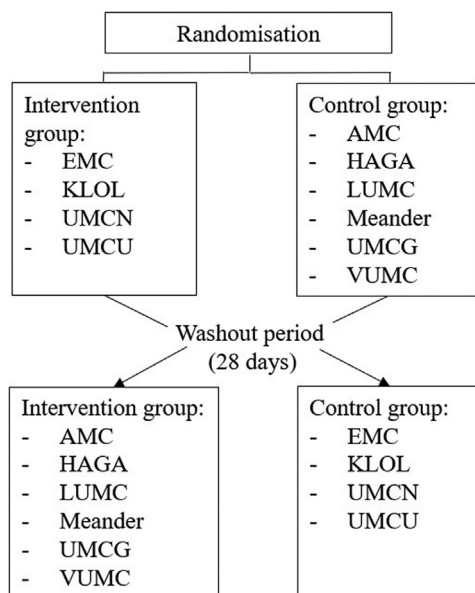 Randomisation
Intervention
group:
- EMC
- KLOL
- UMCN
- UMCU
Control group:
- AMC
- HAGA
- LUMC
- Meander
- UMCG
- VUMC
Washout period
(28 days)
Intervention group:
- AMC
- HAGA
- LUMC
- Meander
- UMCG
- VUMC
Control group:
- EMC
- KLOL
- UMCN
- UMCU